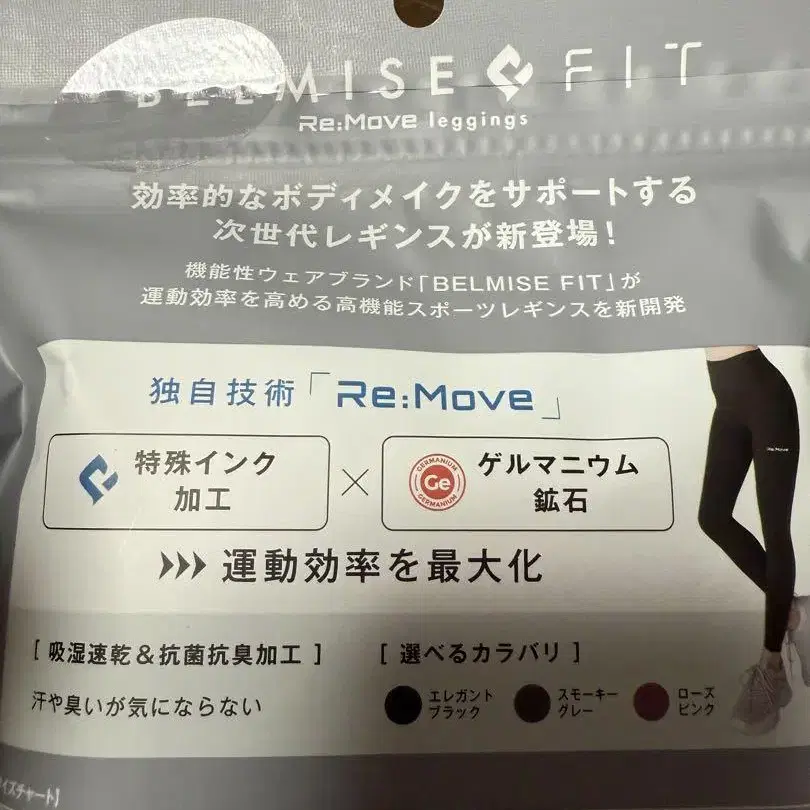 BELMISE FIT
Re:Move leggings
効率的なボディメイクをサポートする
次世代レギンスが新登場!
機能性ウェアブランド「BELMISE FIT」が
運動効率を高める高機能スポーツレギンスを新開発
独自技術「Re:Move」
特殊インク
加工
×
GERMANIUM
Ge
GERMANIUM
ゲルマニウム
鉱石
運動効率を最大化
Re:Move
[ 吸湿速乾&抗菌抗臭加工 ]
汗や臭いが気にならない
[ 選べるカラバリ ]
エレガント
ブラック
スモーキー
グレー
ローズ
ピンク
イズチャート]